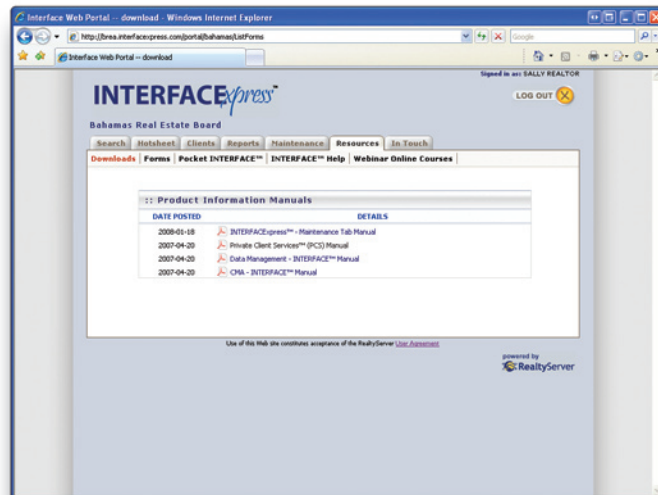 Interface Web Portal -- download - Windows Internet Explorer
http://brea.interfacexpress.com/portal/bahamas/ListForms
Google
Interface Web Portal -- download
Signed in as: SALLY REALTOR
INTERFACExpress™
LOG OUT
Bahamas Real Estate Board
Search Hotsheet Clients Reports Maintenance Resources In Touch
Downloads Forms Pocket INTERFACE™ INTERFACE™ Help Webinar Online Courses
:: Product Information Manuals
DATE POSTED DETAILS
2008-01-18 INTERFACExpress™ - Maintenance Tab Manual
2007-04-20 Private Client Services™ (PCS) Manual
2007-04-20 Data Management - INTERFACE™ Manual
2007-04-20 CMA - INTERFACE™ Manual
Use of this Web site constitutes acceptance of the RealtyServer User Agreement
powered by
RealtyServer